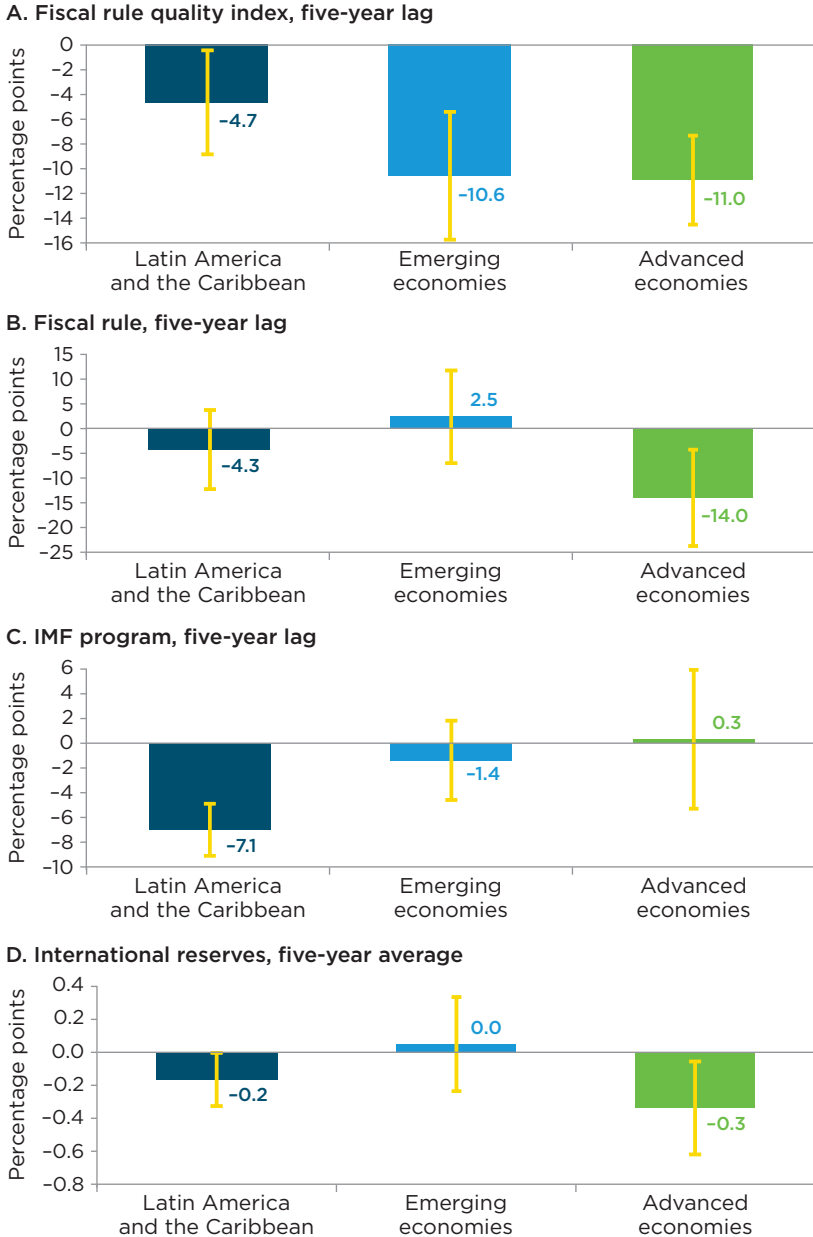 A. Fiscal rule quality index, five-year lag
Percentage points
0
–2
–4
–6
–8
–10
–12
–14
–16
–4.7
–10.6
–11.0
Latin America
and the Caribbean
Emerging
economies
Advanced
economies
B. Fiscal rule, five-year lag
Percentage points
15
10
5
0
–5
–10
–15
–20
–25
–4.3
2.5
–14.0
Latin America
and the Caribbean
Emerging
economies
Advanced
economies
C. IMF program, five-year lag
Percentage points
6
4
2
0
–2
–4
–6
–8
–10
–7.1
–1.4
0.3
Latin America
and the Caribbean
Emerging
economies
Advanced
economies
D. International reserves, five-year average
Percentage points
0.4
0.2
0.0
–0.2
–0.4
–0.6
–0.8
–0.2
0.0
–0.3
Latin America
and the Caribbean
Emerging
economies
Advanced
economies